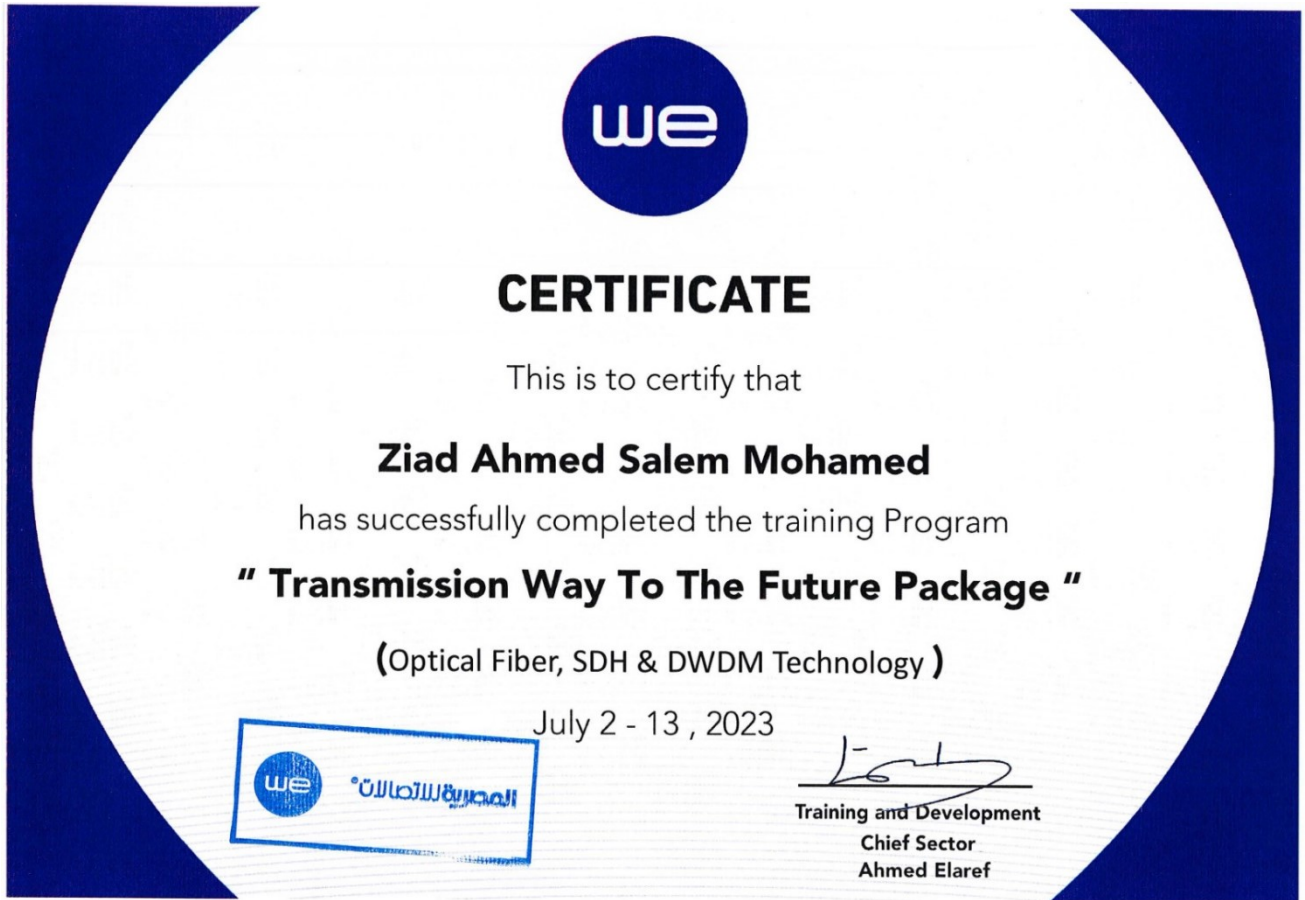 we
CERTIFICATE
This is to certify that
Ziad Ahmed Salem Mohamed
has successfully completed the training Program
" Transmission Way To The Future Package "
(Optical Fiber, SDH & DWDM Technology )
July 2 - 13 , 2023
we المصرية للاتصالات
Training and Development
Chief Sector
Ahmed Elaref